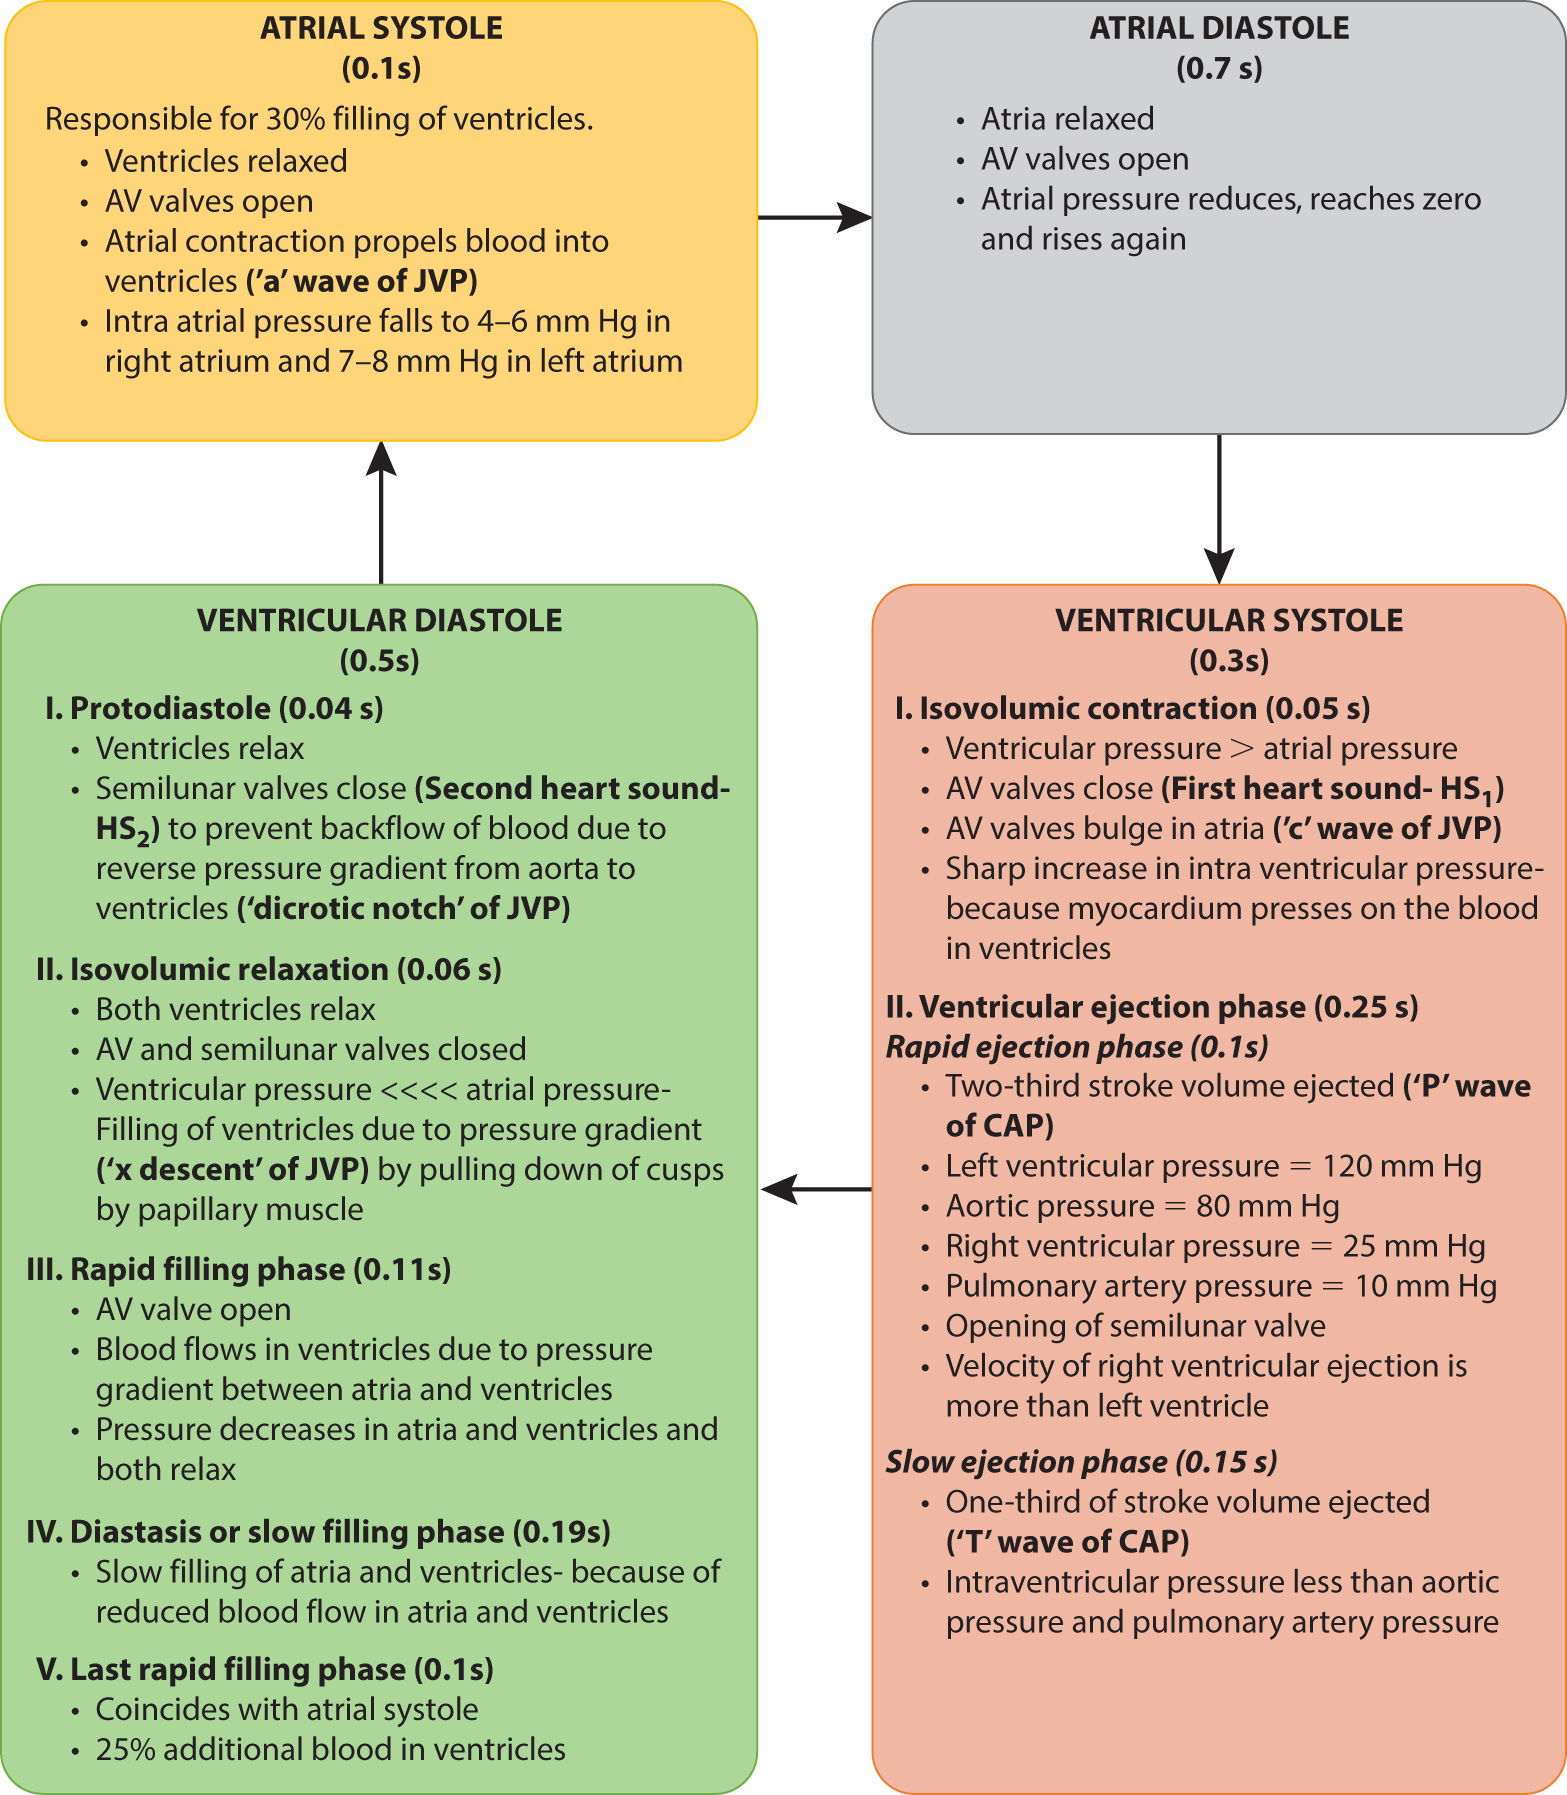 ATRIAL SYSTOLE
(0.1s)
Responsible for 30% filling of ventricles.
• Ventricles relaxed
• AV valves open
• Atrial contraction propels blood into
ventricles (’a’ wave of JVP)
• Intra atrial pressure falls to 4–6 mm Hg in
right atrium and 7–8 mm Hg in left atrium
ATRIAL DIASTOLE
(0.7 s)
• Atria relaxed
• AV valves open
• Atrial pressure reduces, reaches zero
and rises again
VENTRICULAR DIASTOLE
(0.5s)
I. Protodiastole (0.04 s)
• Ventricles relax
• Semilunar valves close (Second heart sound-
HS₂) to prevent backflow of blood due to
reverse pressure gradient from aorta to
ventricles (‘dicrotic notch’ of JVP)
II. Isovolumic relaxation (0.06 s)
• Both ventricles relax
• AV and semilunar valves closed
• Ventricular pressure <<<< atrial pressure-
Filling of ventricles due to pressure gradient
(‘x descent’ of JVP) by pulling down of cusps
by papillary muscle
III. Rapid filling phase (0.11s)
• AV valve open
• Blood flows in ventricles due to pressure
gradient between atria and ventricles
• Pressure decreases in atria and ventricles and
both relax
IV. Diastasis or slow filling phase (0.19s)
• Slow filling of atria and ventricles- because of
reduced blood flow in atria and ventricles
V. Last rapid filling phase (0.1s)
• Coincides with atrial systole
• 25% additional blood in ventricles
VENTRICULAR SYSTOLE
(0.3s)
I. Isovolumic contraction (0.05 s)
• Ventricular pressure > atrial pressure
• AV valves close (First heart sound- HS₁)
• AV valves bulge in atria (’c’ wave of JVP)
• Sharp increase in intra ventricular pressure-
because myocardium presses on the blood
in ventricles
II. Ventricular ejection phase (0.25 s)
Rapid ejection phase (0.1s)
• Two-third stroke volume ejected (‘P’ wave
of CAP)
• Left ventricular pressure = 120 mm Hg
• Aortic pressure = 80 mm Hg
• Right ventricular pressure = 25 mm Hg
• Pulmonary artery pressure = 10 mm Hg
• Opening of semilunar valve
• Velocity of right ventricular ejection is
more than left ventricle
Slow ejection phase (0.15 s)
• One-third of stroke volume ejected
(‘T’ wave of CAP)
• Intraventricular pressure less than aortic
pressure and pulmonary artery pressure